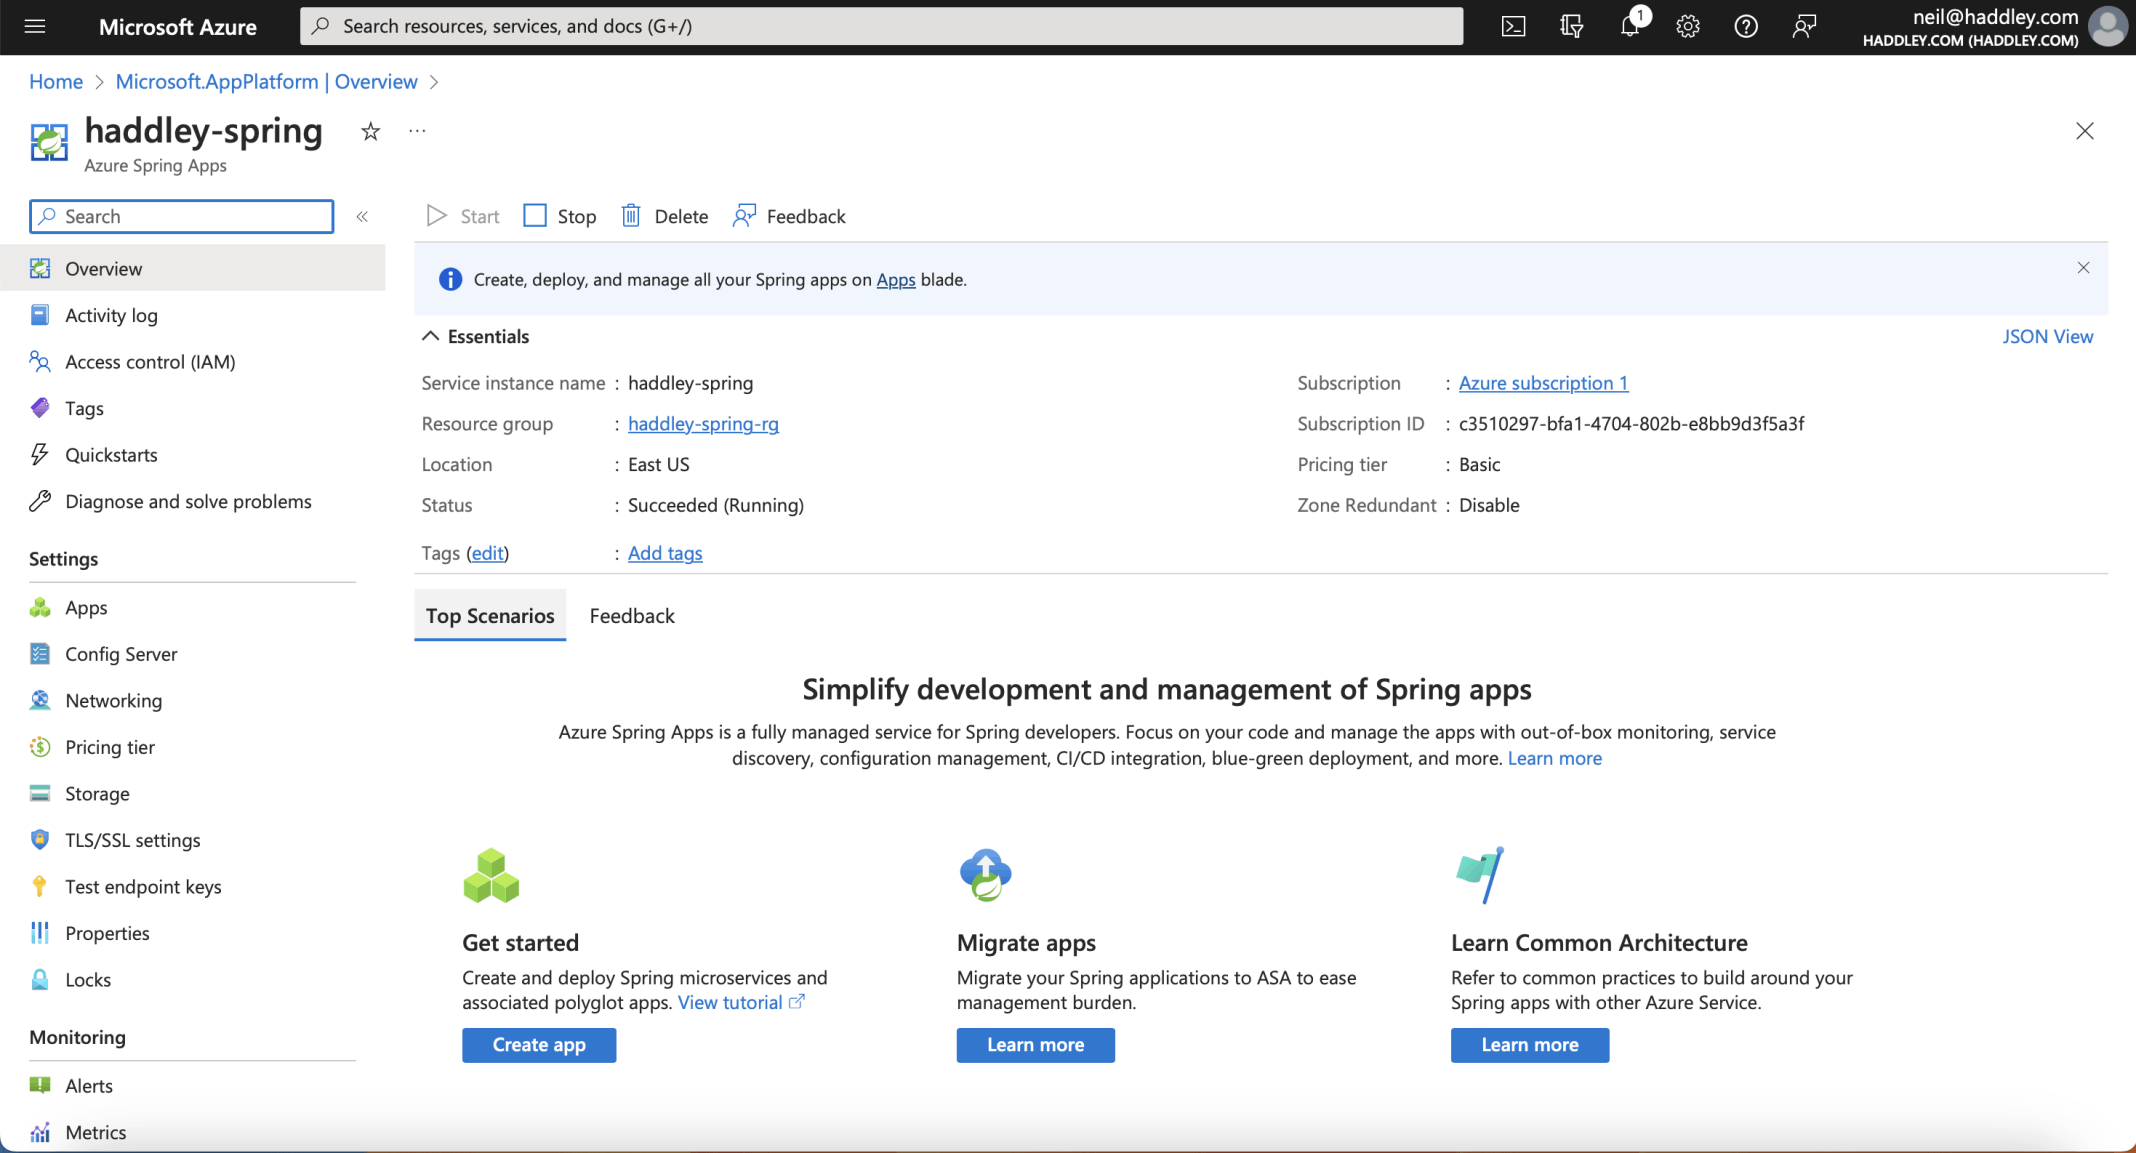 Microsoft Azure
Search resources, services, and docs (G+/)
1
neil@haddley.com
HADDLEY.COM (HADDLEY.COM)
Home > Microsoft.AppPlatform | Overview >
haddley-spring
Azure Spring Apps
Search
Overview
Activity log
Access control (IAM)
Tags
Quickstarts
Diagnose and solve problems
Settings
Apps
Config Server
Networking
Pricing tier
Storage
TLS/SSL settings
Test endpoint keys
Properties
Locks
Monitoring
Alerts
Metrics
Start Stop Delete Feedback
Create, deploy, and manage all your Spring apps on Apps blade.
Essentials
JSON View
Service instance name : haddley-spring
Resource group : haddley-spring-rg
Location : East US
Status : Succeeded (Running)
Subscription : Azure subscription 1
Subscription ID : c3510297-bfa1-4704-802b-e8bb9d3f5a3f
Pricing tier : Basic
Zone Redundant : Disable
Tags (edit) : Add tags
Top Scenarios Feedback
Simplify development and management of Spring apps
Azure Spring Apps is a fully managed service for Spring developers. Focus on your code and manage the apps with out-of-box monitoring, service
discovery, configuration management, CI/CD integration, blue-green deployment, and more. Learn more
Get started
Create and deploy Spring microservices and
associated polyglot apps. View tutorial
Create app
Migrate apps
Migrate your Spring applications to ASA to ease
management burden.
Learn more
Learn Common Architecture
Refer to common practices to build around your
Spring apps with other Azure Service.
Learn more